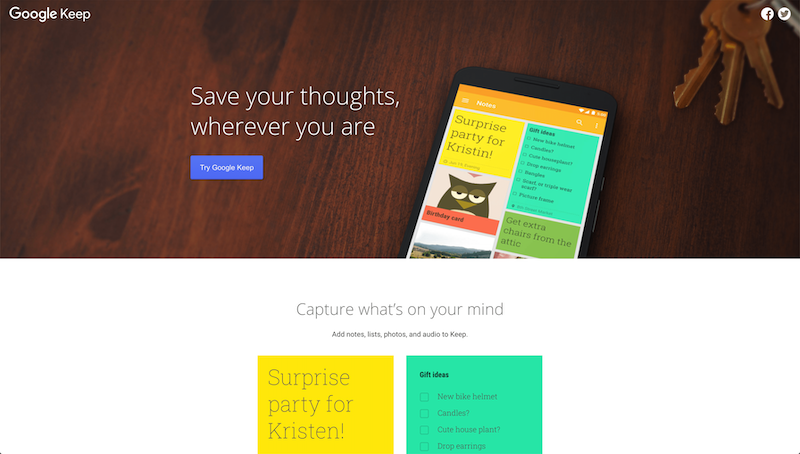 Google Keep
Save your thoughts,
wherever you are
Try Google Keep
Notes
Surprise
party for
Kristin!
Gift ideas
New bike helmet
Candles?
Cute houseplant?
Drop earrings
Bangles
Scarf, or triple wear
scarf?
Picture frame
Birthday card
Get extra
chairs from the
attic
Capture what's on your mind
Add notes, lists, photos, and audio to Keep.
Surprise
party for
Kristen!
Gift ideas
New bike helmet
Candles?
Cute house plant?
Drop earrings